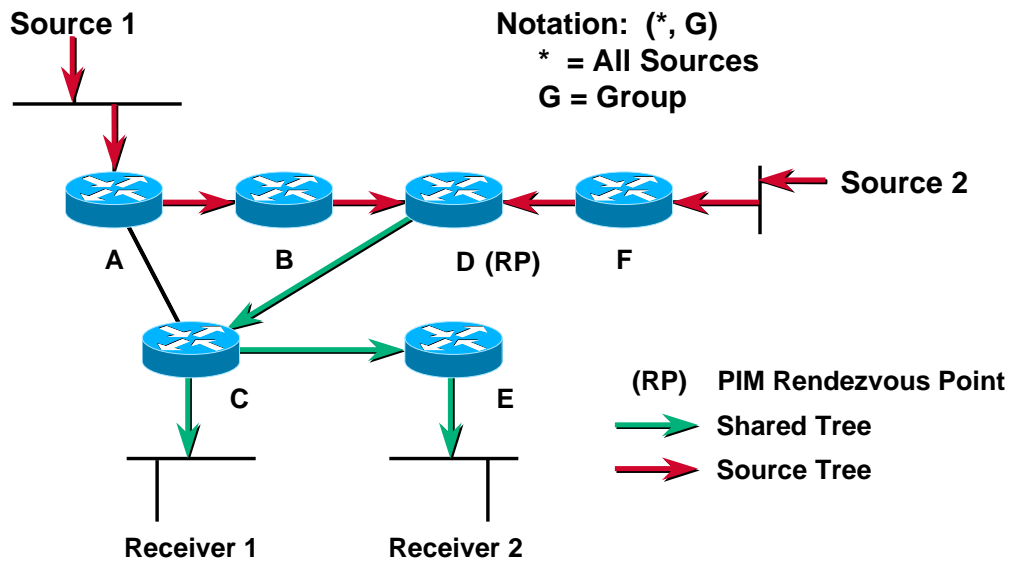 Source 1
Notation: (*, G)
* = All Sources
G = Group
Source 2
A
B
D (RP)
F
C
E
(RP) PIM Rendezvous Point
Shared Tree
Source Tree
Receiver 1
Receiver 2